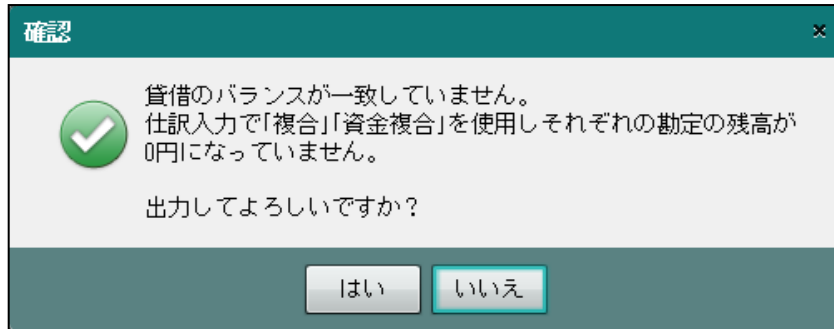 確認
貸借のバランスが一致していません。
仕訳入力で「複合」「資金複合」を使用しそれぞれの勘定の残高が
0円になっていません。
出力してよろしいですか？
はい
いいえ